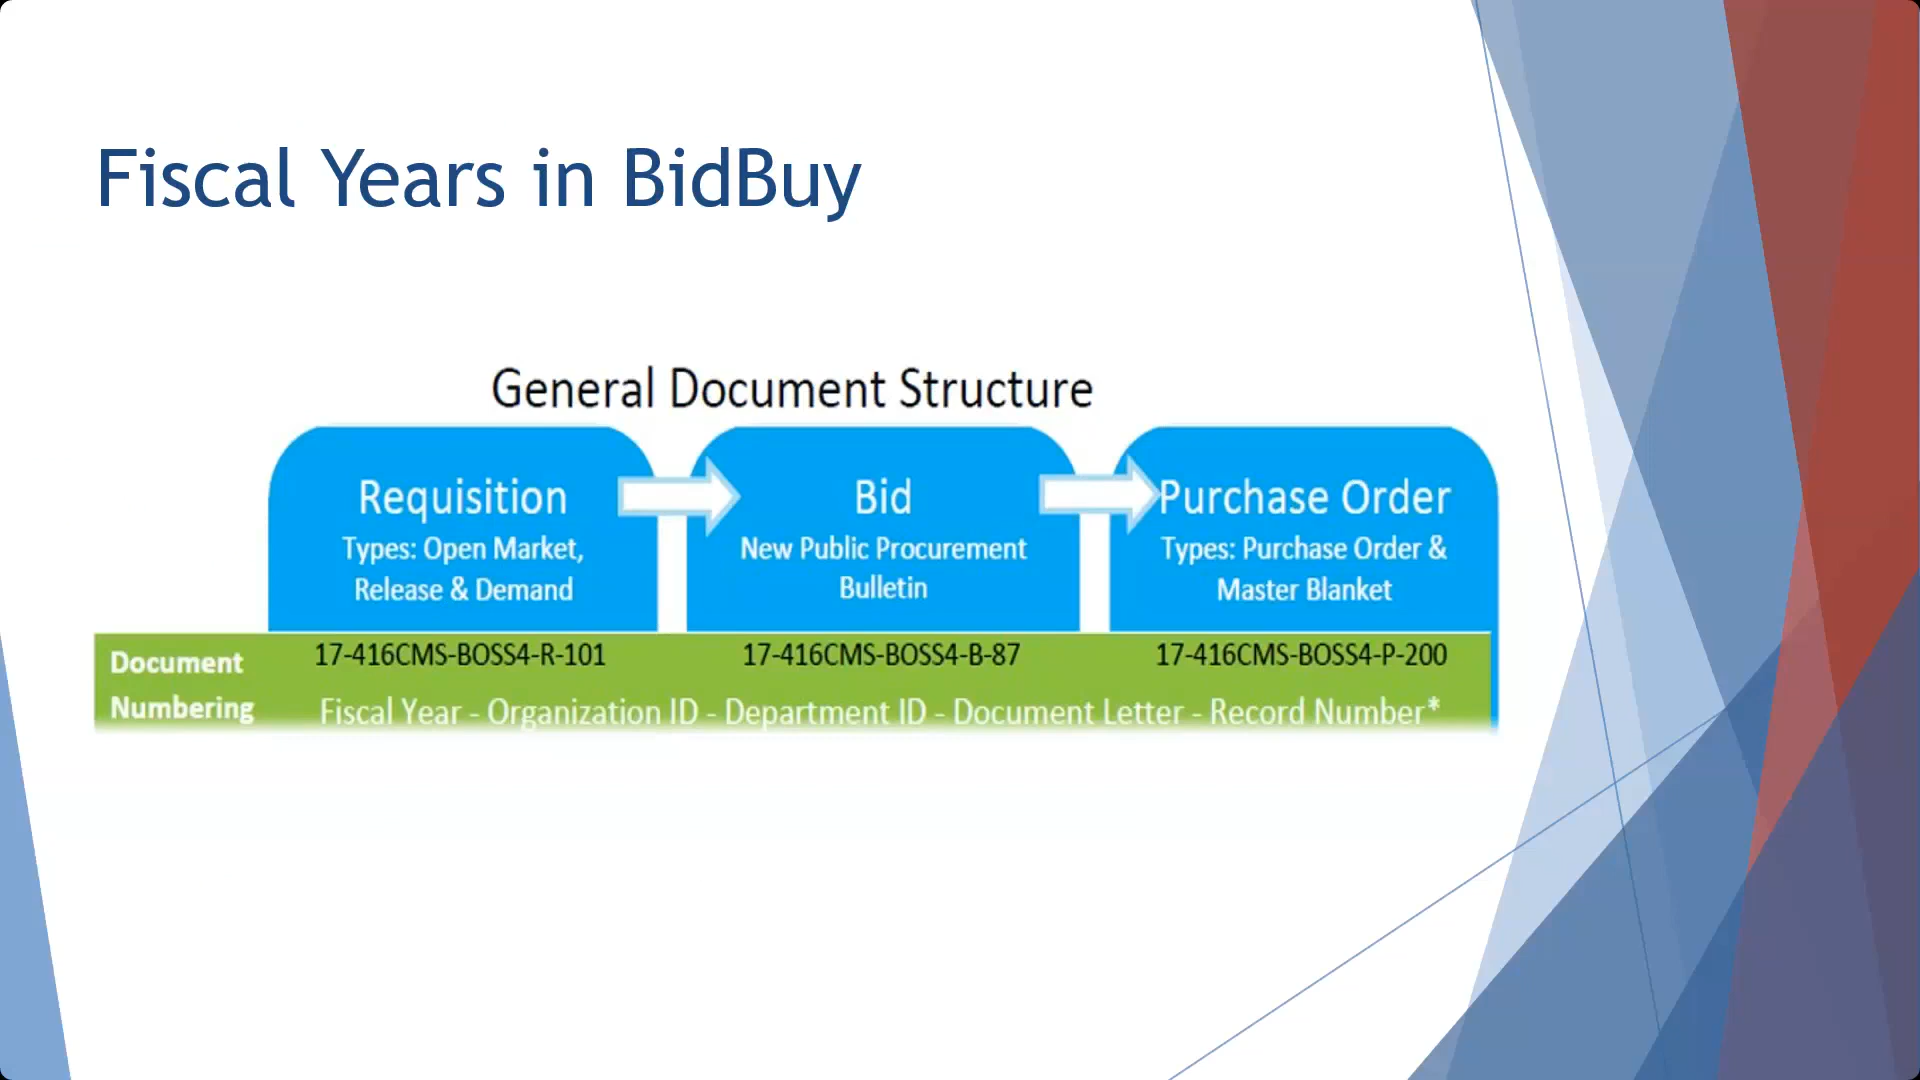 Fiscal Years in BidBuy
General Document Structure
Requisition
Types: Open Market,
Release & Demand
Bid
New Public Procurement
Bulletin
Purchase Order
Types: Purchase Order &
Master Blanket
Document
Numbering
17-416CMS-BOSS4-R-101
17-416CMS-BOSS4-B-87
17-416CMS-BOSS4-P-200
Fiscal Year - Organization ID - Department ID - Document Letter - Record Number*